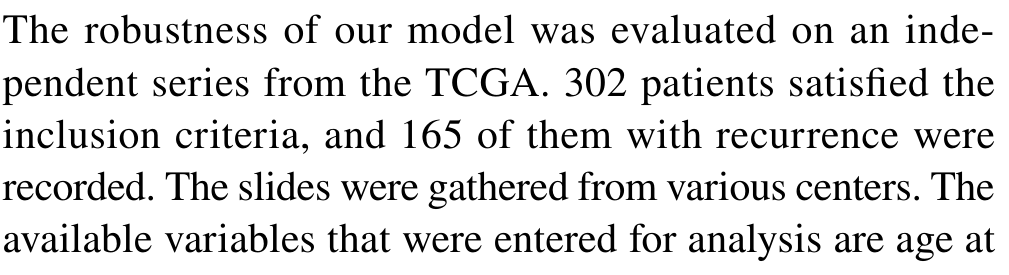 The robustness of our model was evaluated on an inde-
pendent series from the TCGA. 302 patients satisfied the
inclusion criteria, and 165 of them with recurrence were
recorded. The slides were gathered from various centers. The
available variables that were entered for analysis are age at